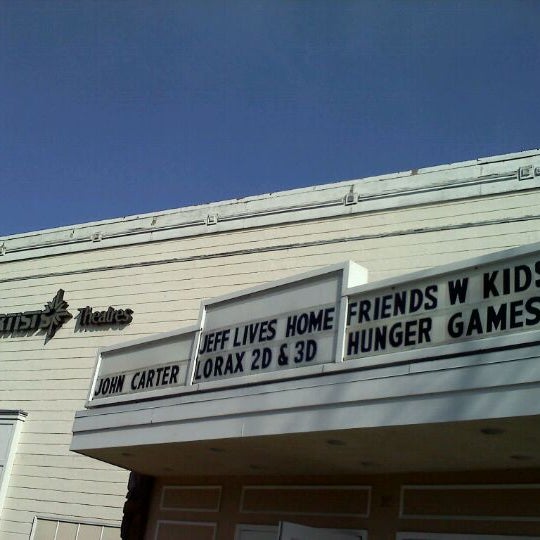 Theatres
JOHN CARTER
JEFF LIVES HOME
LORAX 2D & 3D
FRIENDS W KIDS
HUNGER GAMES